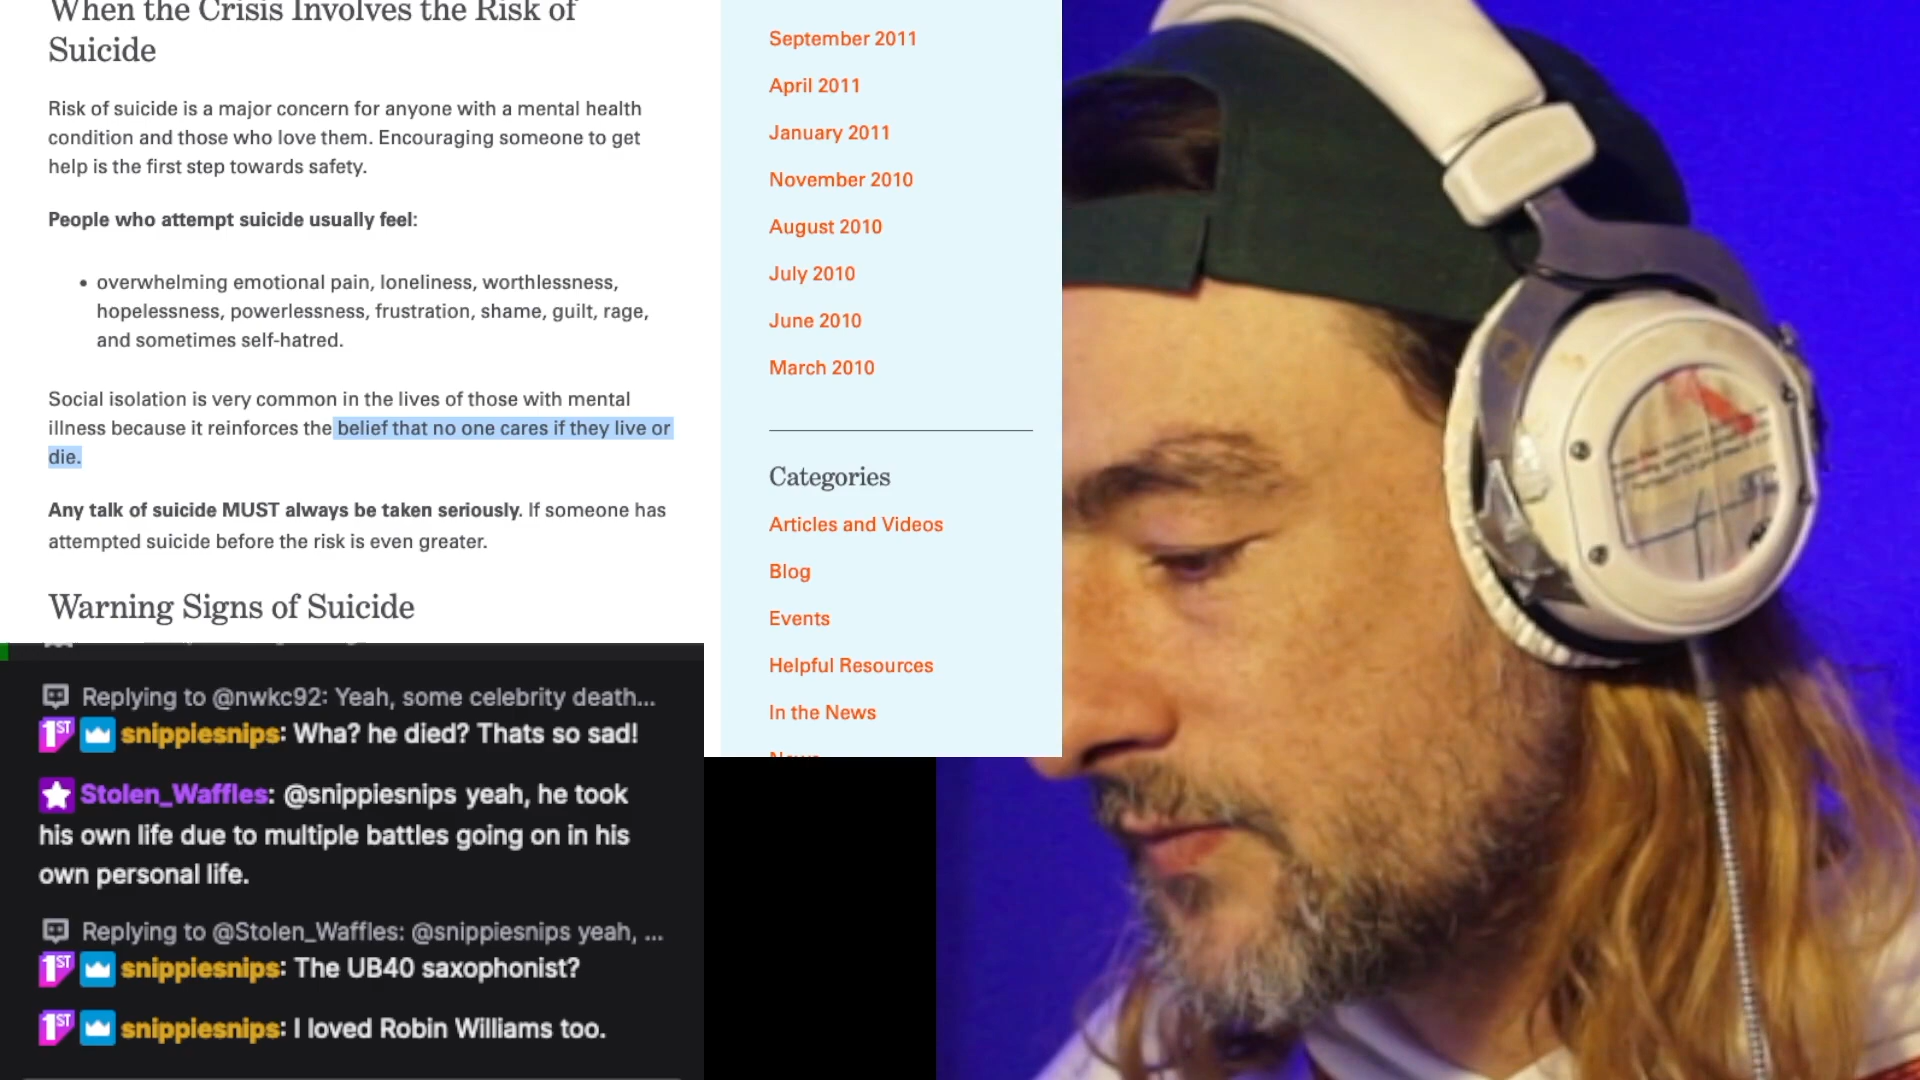 When the Crisis Involves the Risk of
Suicide
Risk of suicide is a major concern for anyone with a mental health
condition and those who love them. Encouraging someone to get
help is the first step towards safety.
People who attempt suicide usually feel:
• overwhelming emotional pain, loneliness, worthlessness,
hopelessness, powerlessness, frustration, shame, guilt, rage,
and sometimes self-hatred.
Social isolation is very common in the lives of those with mental
illness because it reinforces the belief that no one cares if they live or
die.
Any talk of suicide MUST always be taken seriously. If someone has
attempted suicide before the risk is even greater.
Warning Signs of Suicide
September 2011
April 2011
January 2011
November 2010
August 2010
July 2010
June 2010
March 2010
Categories
Articles and Videos
Blog
Events
Helpful Resources
In the News
Replying to @nwkc92: Yeah, some celebrity death...
1ST snippiesnips: Wha? he died? Thats so sad!
Stolen_Waffles: @snippiesnips yeah, he took
his own life due to multiple battles going on in his
own personal life.
Replying to @Stolen_Waffles: @snippiesnips yeah, ...
1ST snippiesnips: The UB40 saxophonist?
1ST snippiesnips: I loved Robin Williams too.